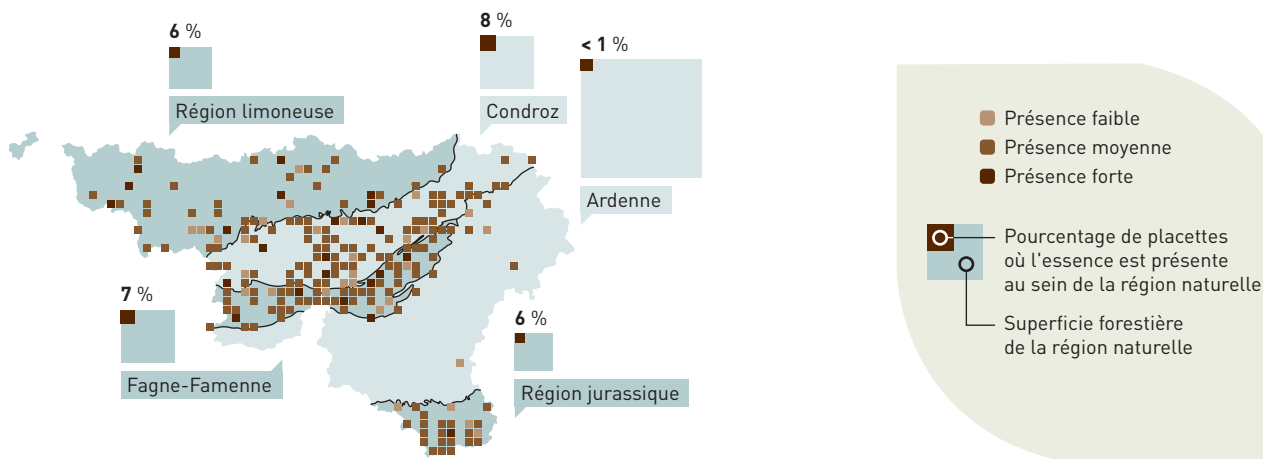 6 %
Région limoneuse
8 %
Condroz
< 1 %
Ardenne
7 %
Fagne-Famenne
6 %
Région jurassique
Présence faible
Présence moyenne
Présence forte
Pourcentage de placettes
où l'essence est présente
au sein de la région naturelle
Superficie forestière
de la région naturelle